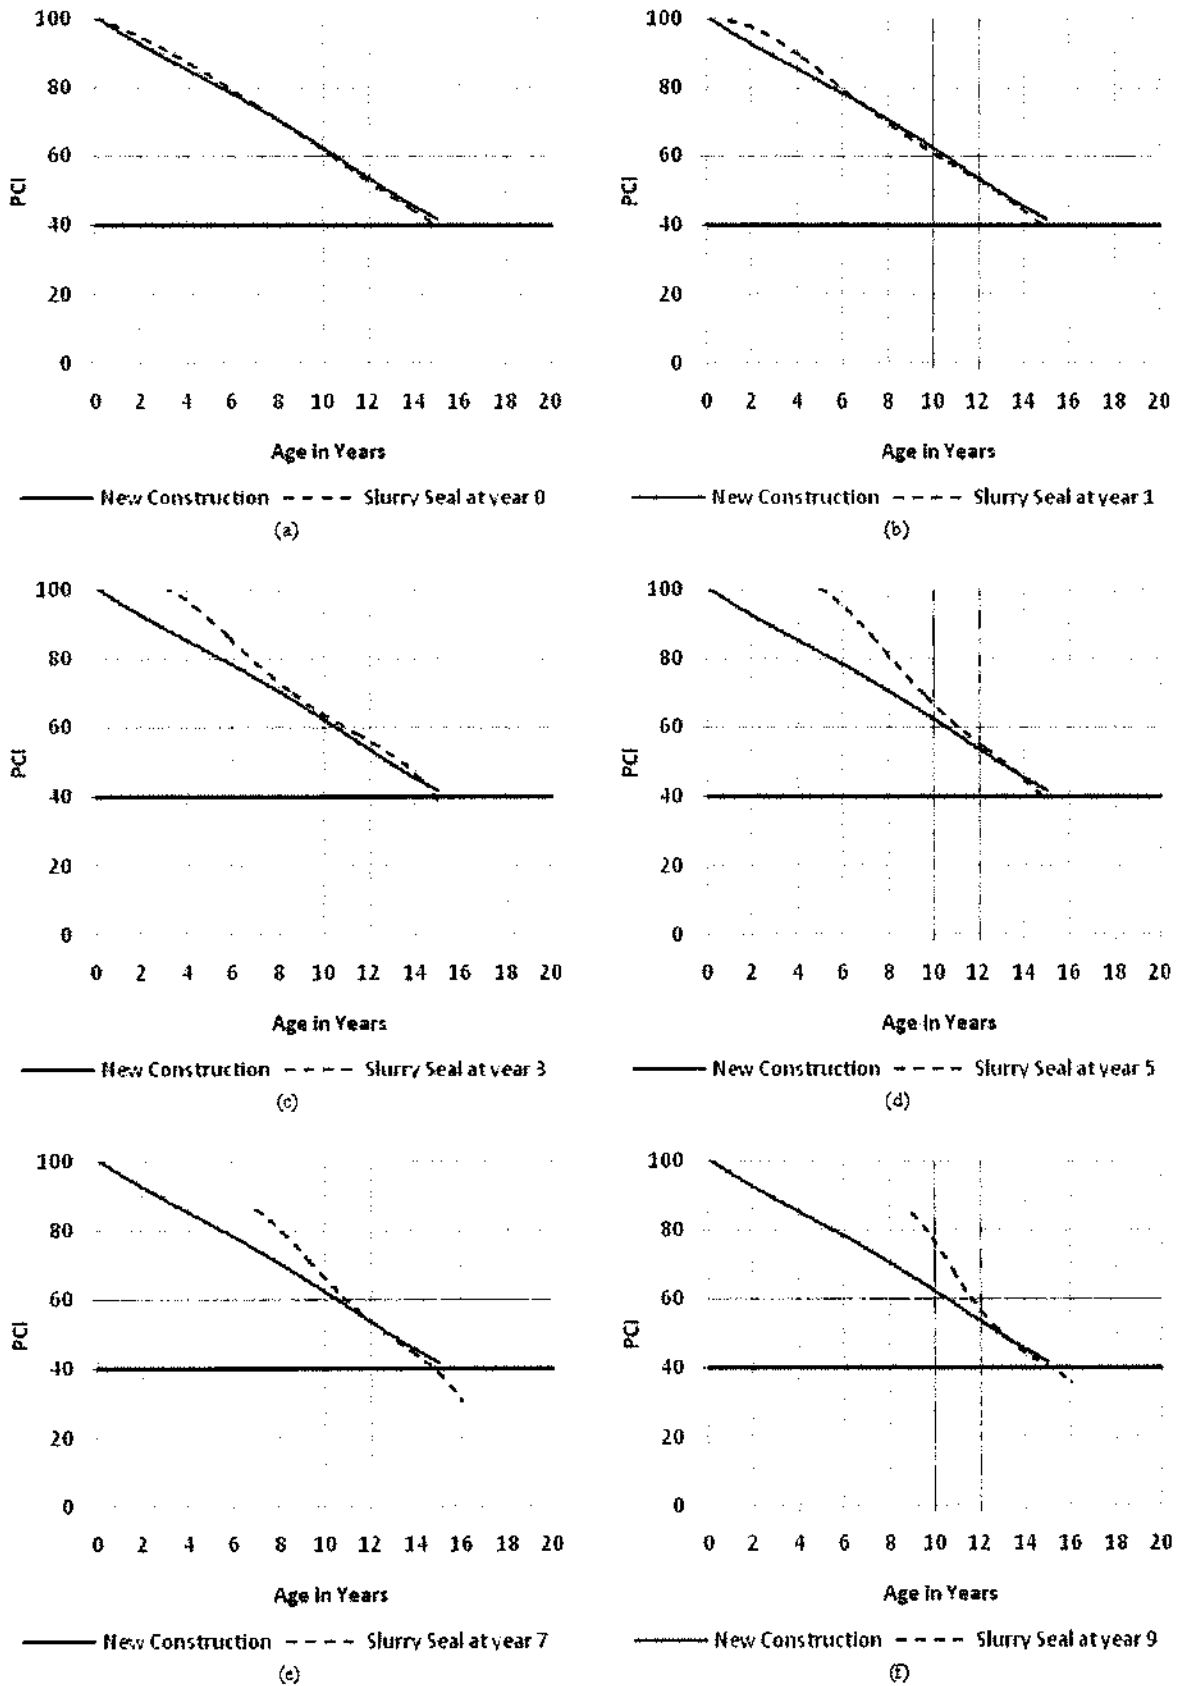 100
80
60
40
20
0
PCI
0 2 4 6 8 10 12 14 16 18 20
Age in Years
New Construction Slurry Seal at year 0
(a)
100
80
60
40
20
0
PCI
0 2 4 6 8 10 12 14 16 18 20
Age in Years
New Construction Slurry Seal at year 1
(b)
100
80
60
40
20
0
PCI
0 2 4 6 8 10 12 14 16 18 20
Age in Years
New Construction Slurry Seal at year 3
(c)
100
80
60
40
20
0
PCI
0 2 4 6 8 10 12 14 16 18 20
Age in Years
New Construction Slurry Seal at year 5
(d)
100
80
60
40
20
0
PCI
0 2 4 6 8 10 12 14 16 18 20
Age in Years
New Construction Slurry Seal at year 7
(e)
100
80
60
40
20
0
PCI
0 2 4 6 8 10 12 14 16 18 20
Age in Years
New Construction Slurry Seal at year 9
(f)